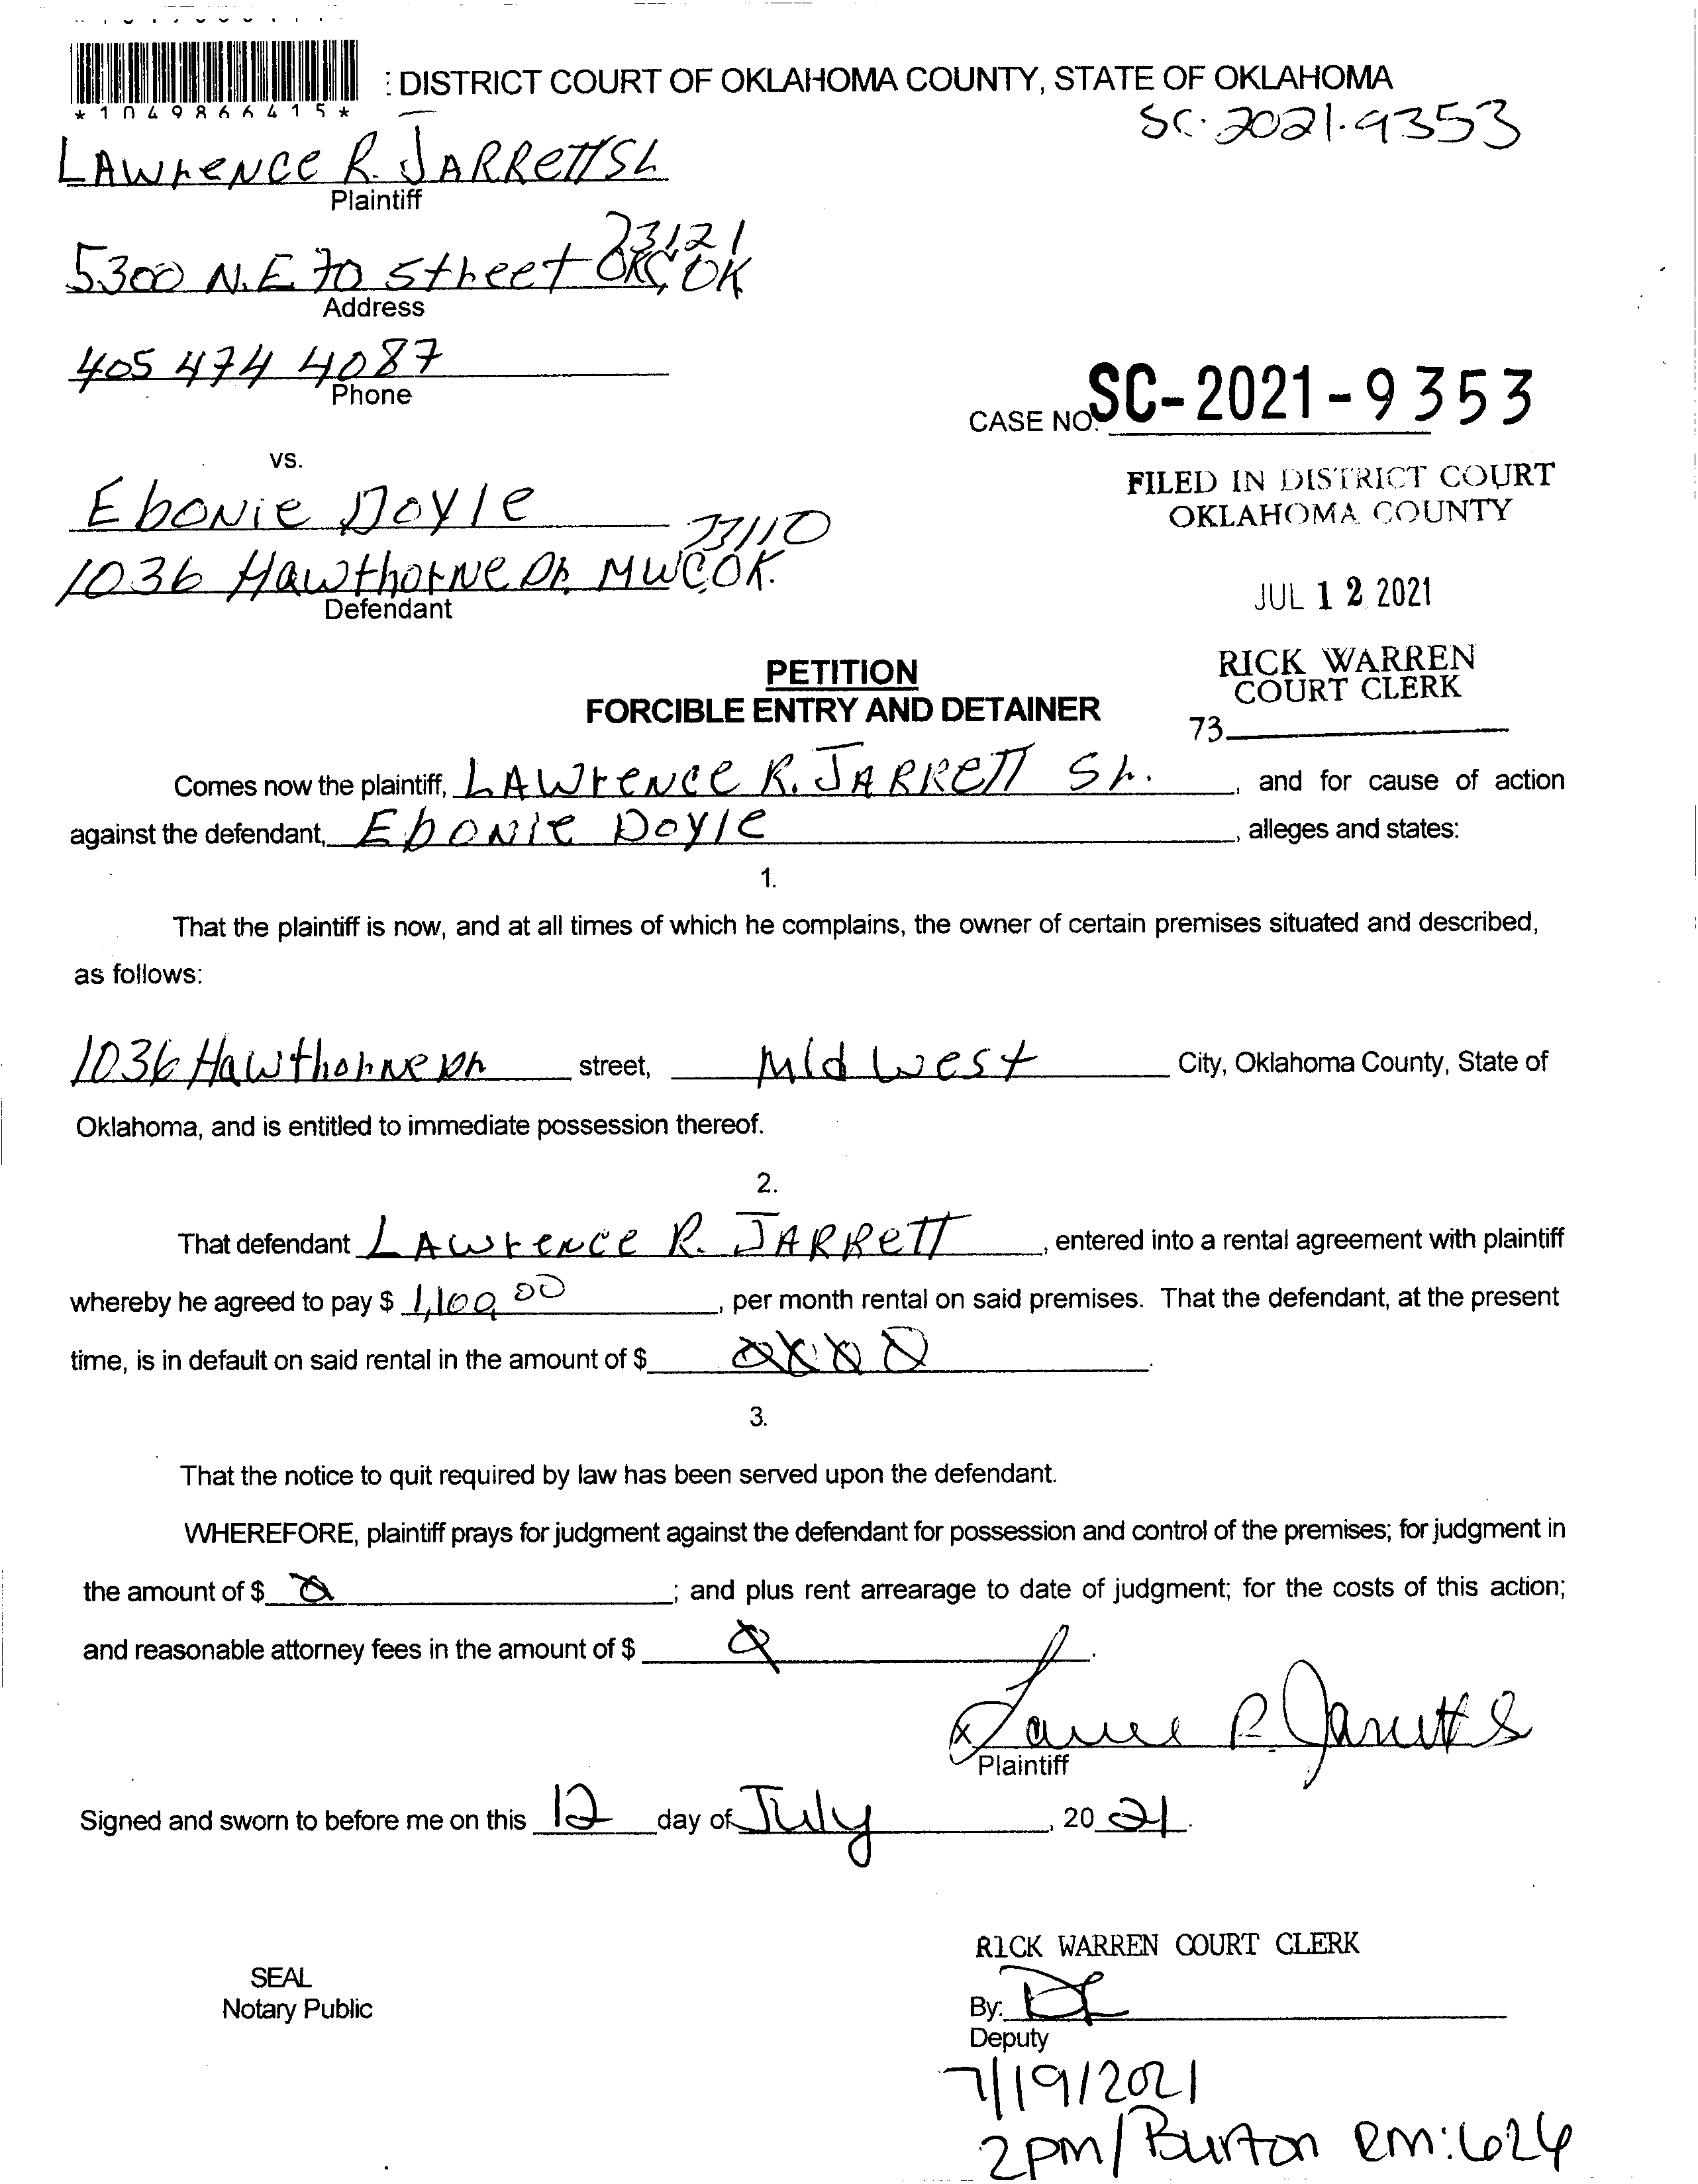 *1049866415*
: DISTRICT COURT OF OKLAHOMA COUNTY, STATE OF OKLAHOMA
SC-2021-9353
LAWrence R. JARRETT Sr
Plaintiff
73121
5300 N.E 70 Street OKC, OK
Address
405 474 4087
Phone
CASE NO. SC-2021-9353
vs.
FILED IN DISTRICT COURT
OKLAHOMA COUNTY
Ebonie Doyle
73110
1036 Hawthorne Dr. MWC OK.
Defendant
JUL 12 2021
RICK WARREN
COURT CLERK
73
PETITION
FORCIBLE ENTRY AND DETAINER
Comes now the plaintiff, LAWrence R. JARRETT Sr. , and for cause of action
against the defendant, Ebonie Doyle , alleges and states:
1.
That the plaintiff is now, and at all times of which he complains, the owner of certain premises situated and described,
as follows:
1036 Hawthorne Dr street, Midwest City, Oklahoma County, State of
Oklahoma, and is entitled to immediate possession thereof.
2.
That defendant LAWrence R. JARRETT , entered into a rental agreement with plaintiff
whereby he agreed to pay $ 1,100.00 , per month rental on said premises. That the defendant, at the present
time, is in default on said rental in the amount of $ .
3.
That the notice to quit required by law has been served upon the defendant.
WHEREFORE, plaintiff prays for judgment against the defendant for possession and control of the premises; for judgment in
the amount of $ 0 ; and plus rent arrearage to date of judgment; for the costs of this action;
and reasonable attorney fees in the amount of $ 0 .
x Lawrence R. Jarrett S
Plaintiff
Signed and sworn to before me on this 12 day of July , 20 21.
RICK WARREN COURT CLERK
SEAL
Notary Public
By:
Deputy
7/19/2021
2pm/Burton RM:624